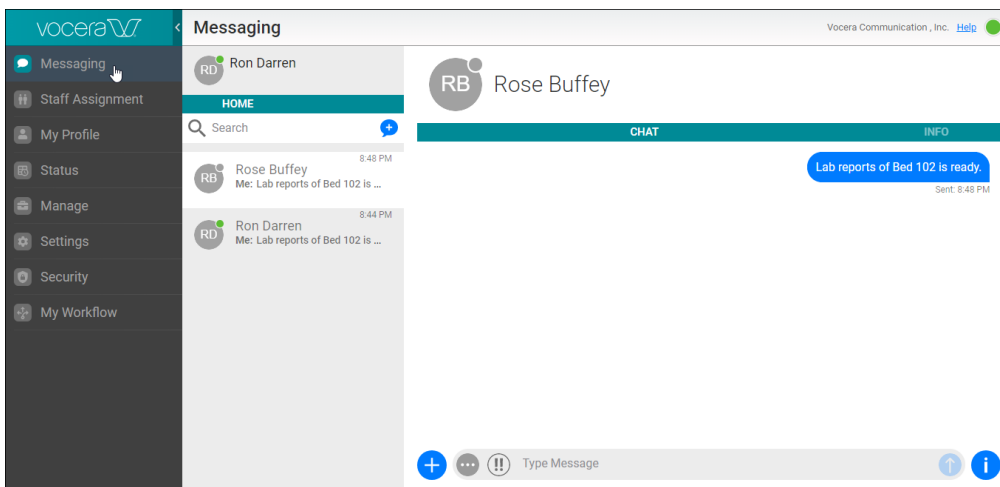 vocera
Messaging
Vocera Communication , Inc. Help
Messaging
Staff Assignment
My Profile
Status
Manage
Settings
Security
My Workflow
RD Ron Darren
HOME
Search
8:48 PM
RB Rose Buffey
Me: Lab reports of Bed 102 is ...
8:44 PM
RD Ron Darren
Me: Lab reports of Bed 102 is ...
RB Rose Buffey
CHAT INFO
Lab reports of Bed 102 is ready.
Sent: 8:48 PM
Type Message